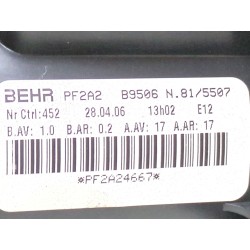 BEHR PF2A2 B9506 N.81/5507
Nr Ctrl:452 28.04.06 13h02 E12
B.AV: 1.0 B.AR: 0.2 A.AV: 17 A.AR: 17
*PF2A24667*